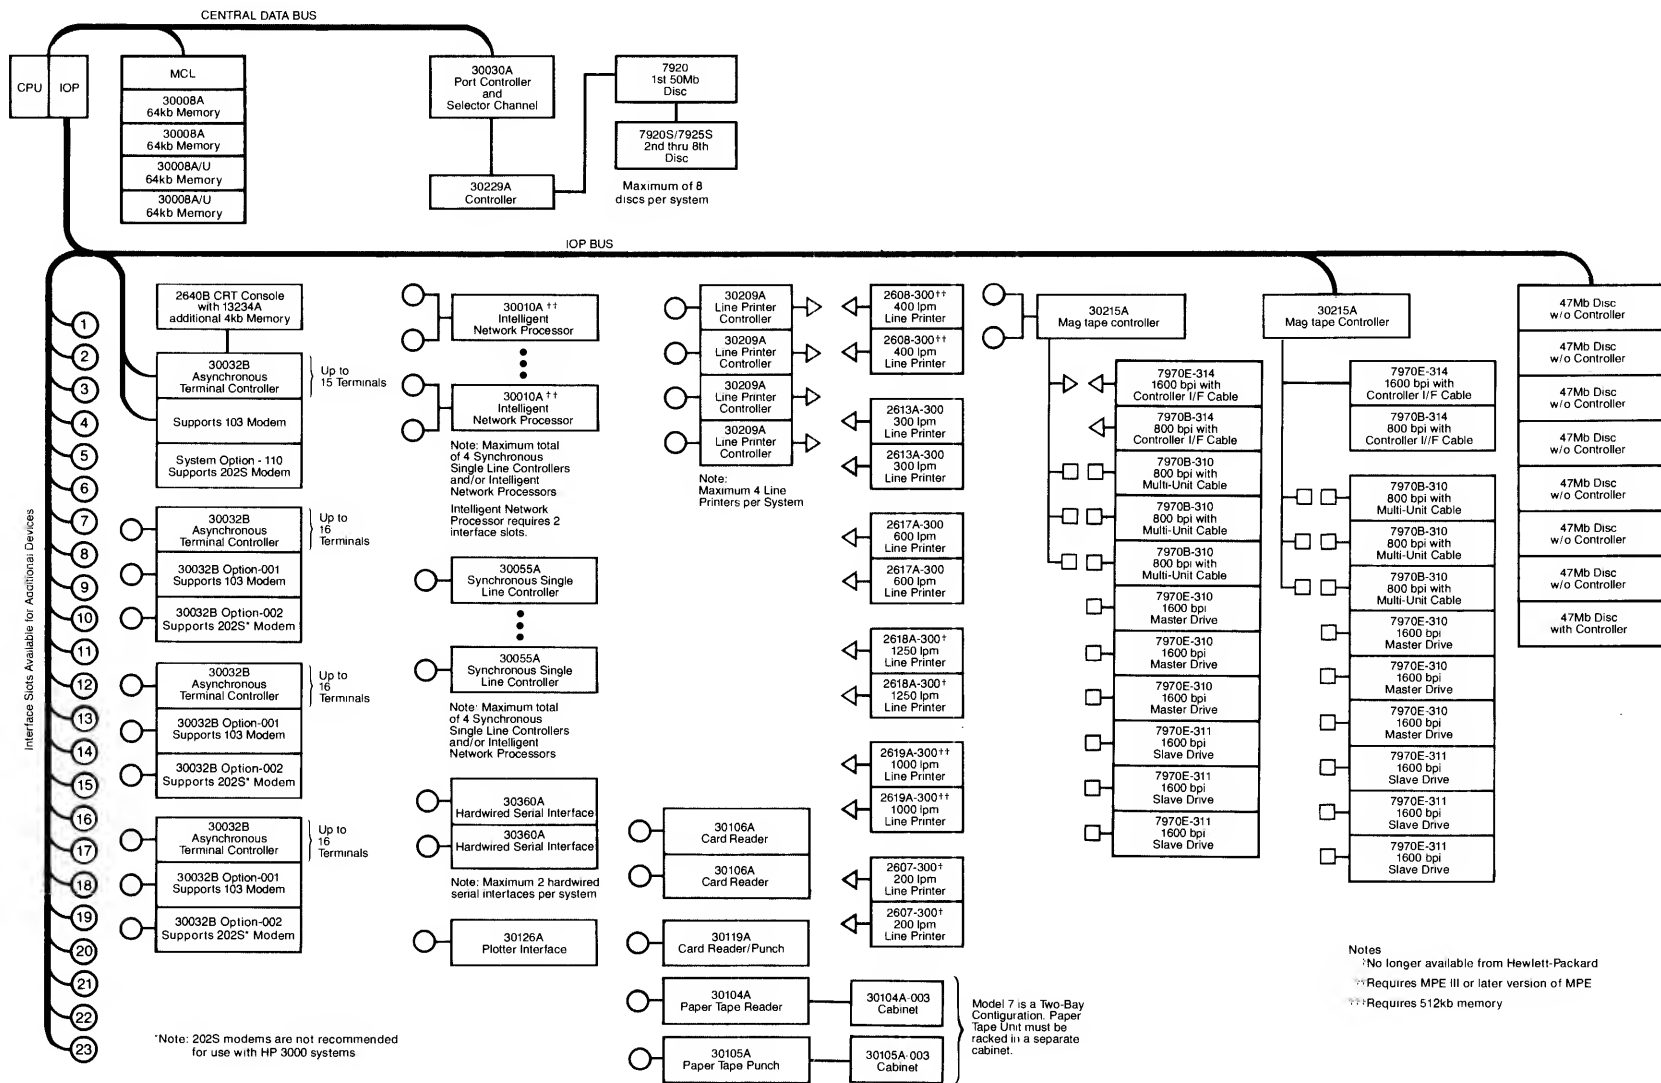 CENTRAL DATA BUS
CPU
IOP
MCL
30008A
64kb Memory
30008A
64kb Memory
30008A/U
64kb Memory
30008A/U
64kb Memory
30030A
Port Controller
and
Selector Channel
30229A
Controller
7920
1st 50Mb
Disc
7920S/7925S
2nd thru 8th
Disc
Maximum of 8
discs per system
IOP BUS
Interface Slots Available for Additional Devices
1
2
3
4
5
6
7
8
9
10
11
12
13
14
15
16
17
18
19
20
21
22
23
2640B CRT Console
with 13234A
additional 4kb Memory
30032B
Asynchronous
Terminal Controller
Up to
15 Terminals
Supports 103 Modem
System Option - 110
Supports 202S Modem
30032B
Asynchronous
Terminal Controller
Up to
16
Terminals
30032B Option-001
Supports 103 Modem
30032B Option-002
Supports 202S* Modem
30032B
Asynchronous
Terminal Controller
Up to
16
Terminals
30032B Option-001
Supports 103 Modem
30032B Option-002
Supports 202S* Modem
30032B
Asynchronous
Terminal Controller
Up to
16
Terminals
30032B Option-001
Supports 103 Modem
30032B Option-002
Supports 202S* Modem
*Note: 202S modems are not recommended
for use with HP 3000 systems
30010A ††
Intelligent
Network Processor
30010A ††
Intelligent
Network Processor
Note: Maximum total
of 4 Synchronous
Single Line Controllers
and/or Intelligent
Network Processors
Intelligent Network
Processor requires 2
interface slots.
30055A
Synchronous Single
Line Controller
30055A
Synchronous Single
Line Controller
Note: Maximum total
of 4 Synchronous
Single Line Controllers
and/or Intelligent
Network Processors
30360A
Hardwired Serial Interface
30360A
Hardwired Serial Interface
Note: Maximum 2 hardwired
serial interfaces per system
30126A
Plotter Interface
30209A
Line Printer
Controller
30209A
Line Printer
Controller
30209A
Line Printer
Controller
30209A
Line Printer
Controller
Note:
Maximum 4 Line
Printers per System
30106A
Card Reader
30106A
Card Reader
30119A
Card Reader/Punch
30104A
Paper Tape Reader
30105A
Paper Tape Punch
2608-300††
400 lpm
Line Printer
2608-300††
400 lpm
Line Printer
2613A-300
300 lpm
Line Printer
2613A-300
300 lpm
Line Printer
2617A-300
600 lpm
Line Printer
2617A-300
600 lpm
Line Printer
2618A-300†
1250 lpm
Line Printer
2618A-300†
1250 lpm
Line Printer
2619A-300††
1000 lpm
Line Printer
2619A-300††
1000 lpm
Line Printer
2607-300†
200 lpm
Line Printer
2607-300†
200 lpm
Line Printer
30104A-003
Cabinet
30105A-003
Cabinet
Model 7 is a Two-Bay
Configuration. Paper
Tape Unit must be
racked in a separate
cabinet.
30215A
Mag tape controller
7970E-314
1600 bpi with
Controller I/F Cable
7970B-314
800 bpi with
Controller I/F Cable
7970B-310
800 bpi with
Multi-Unit Cable
7970B-310
800 bpi with
Multi-Unit Cable
7970B-310
800 bpi with
Multi-Unit Cable
7970E-310
1600 bpi
Master Drive
7970E-310
1600 bpi
Master Drive
7970E-310
1600 bpi
Master Drive
7970E-311
1600 bpi
Slave Drive
7970E-311
1600 bpi
Slave Drive
7970E-311
1600 bpi
Slave Drive
30215A
Mag tape Controller
7970E-314
1600 bpi with
Controller I/F Cable
7970B-314
800 bpi with
Controller I//F Cable
7970B-310
800 bpi with
Multi-Unit Cable
7970B-310
800 bpi with
Multi-Unit Cable
7970B-310
800 bpi with
Multi-Unit Cable
7970E-310
1600 bpi
Master Drive
7970E-310
1600 bpi
Master Drive
7970E-310
1600 bpi
Master Drive
7970E-311
1600 bpi
Slave Drive
7970E-311
1600 bpi
Slave Drive
7970E-311
1600 bpi
Slave Drive
47Mb Disc
w/o Controller
47Mb Disc
w/o Controller
47Mb Disc
w/o Controller
47Mb Disc
w/o Controller
47Mb Disc
w/o Controller
47Mb Disc
w/o Controller
47Mb Disc
w/o Controller
47Mb Disc
with Controller
Notes
†No longer available from Hewlett-Packard
††Requires MPE III or later version of MPE
†††Requires 512kb memory